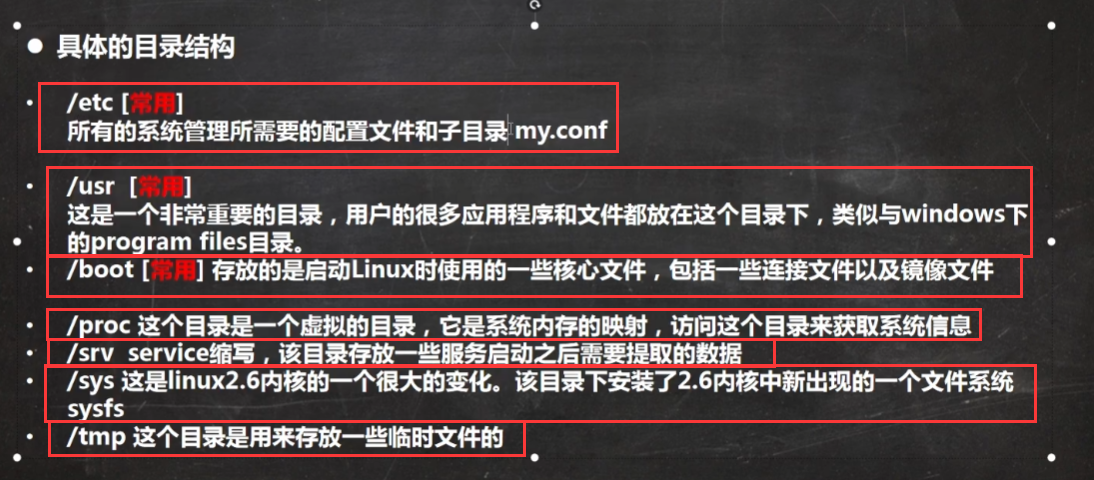 具体的目录结构
/etc [常用]
所有的系统管理所需要的配置文件和子目录 my.conf
/usr [常用]
这是一个非常重要的目录，用户的很多应用程序和文件都放在这个目录下，类似与windows下
的program files目录。
/boot [常用] 存放的是启动Linux时使用的一些核心文件，包括一些连接文件以及镜像文件
/proc 这个目录是一个虚拟的目录，它是系统内存的映射，访问这个目录来获取系统信息
/srv service缩写，该目录存放一些服务启动之后需要提取的数据
/sys 这是linux2.6内核的一个很大的变化。该目录下安装了2.6内核中新出现的一个文件系统
sysfs
/tmp 这个目录是用来存放一些临时文件的